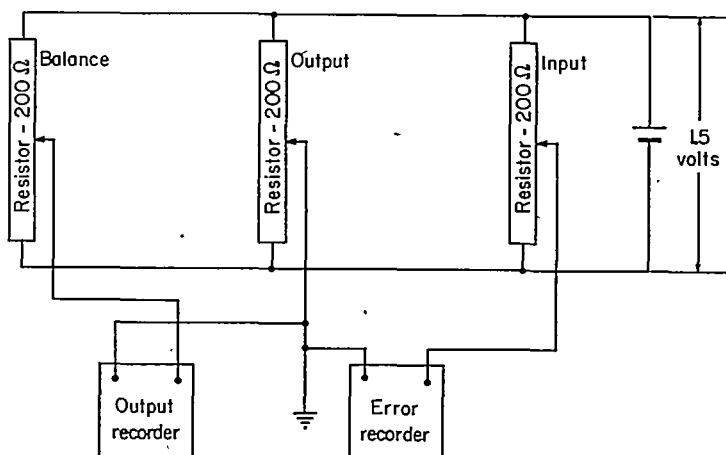 Balance
Resistor - 200 Ω
Output
Resistor - 200 Ω
Input
Resistor - 200 Ω
1.5
volts
Output
recorder
Error
recorder